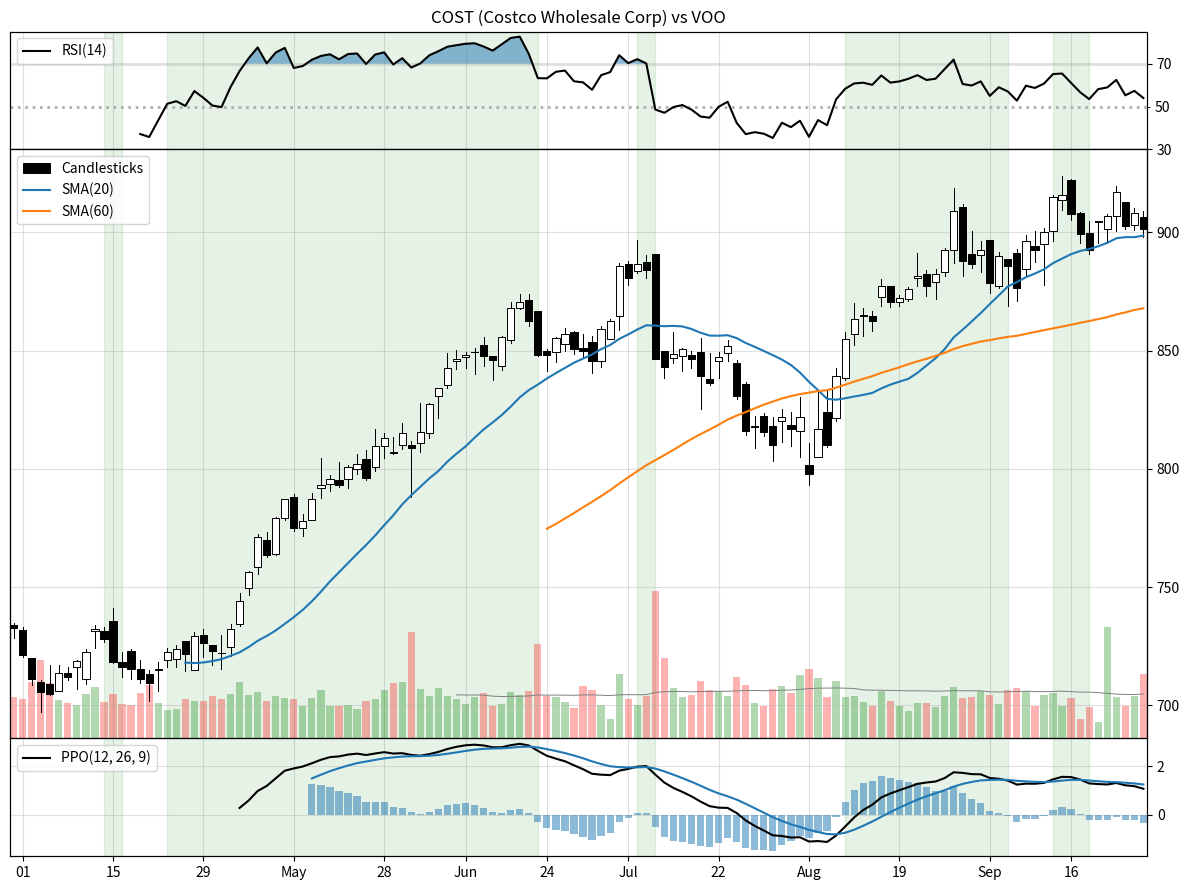 COST (Costco Wholesale Corp) vs VOO
RSI(14)
70
50
30
Candlesticks
SMA(20)
SMA(60)
900
850
800
750
700
PPO(12, 26, 9)
2
0
01 15 29 May 28 Jun 24 Jul 22 Aug 19 Sep 16